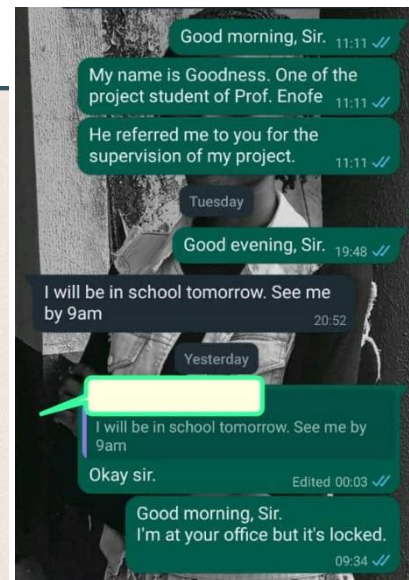 Good morning, Sir. 11:11
My name is Goodness. One of the
project student of Prof. Enofe 11:11
He referred me to you for the
supervision of my project. 11:11
Tuesday
Good evening, Sir. 19:48
I will be in school tomorrow. See me
by 9am 20:52
Yesterday
I will be in school tomorrow. See me by
9am
Okay sir. Edited 00:03
Good morning, Sir.
I'm at your office but it's locked.
09:34